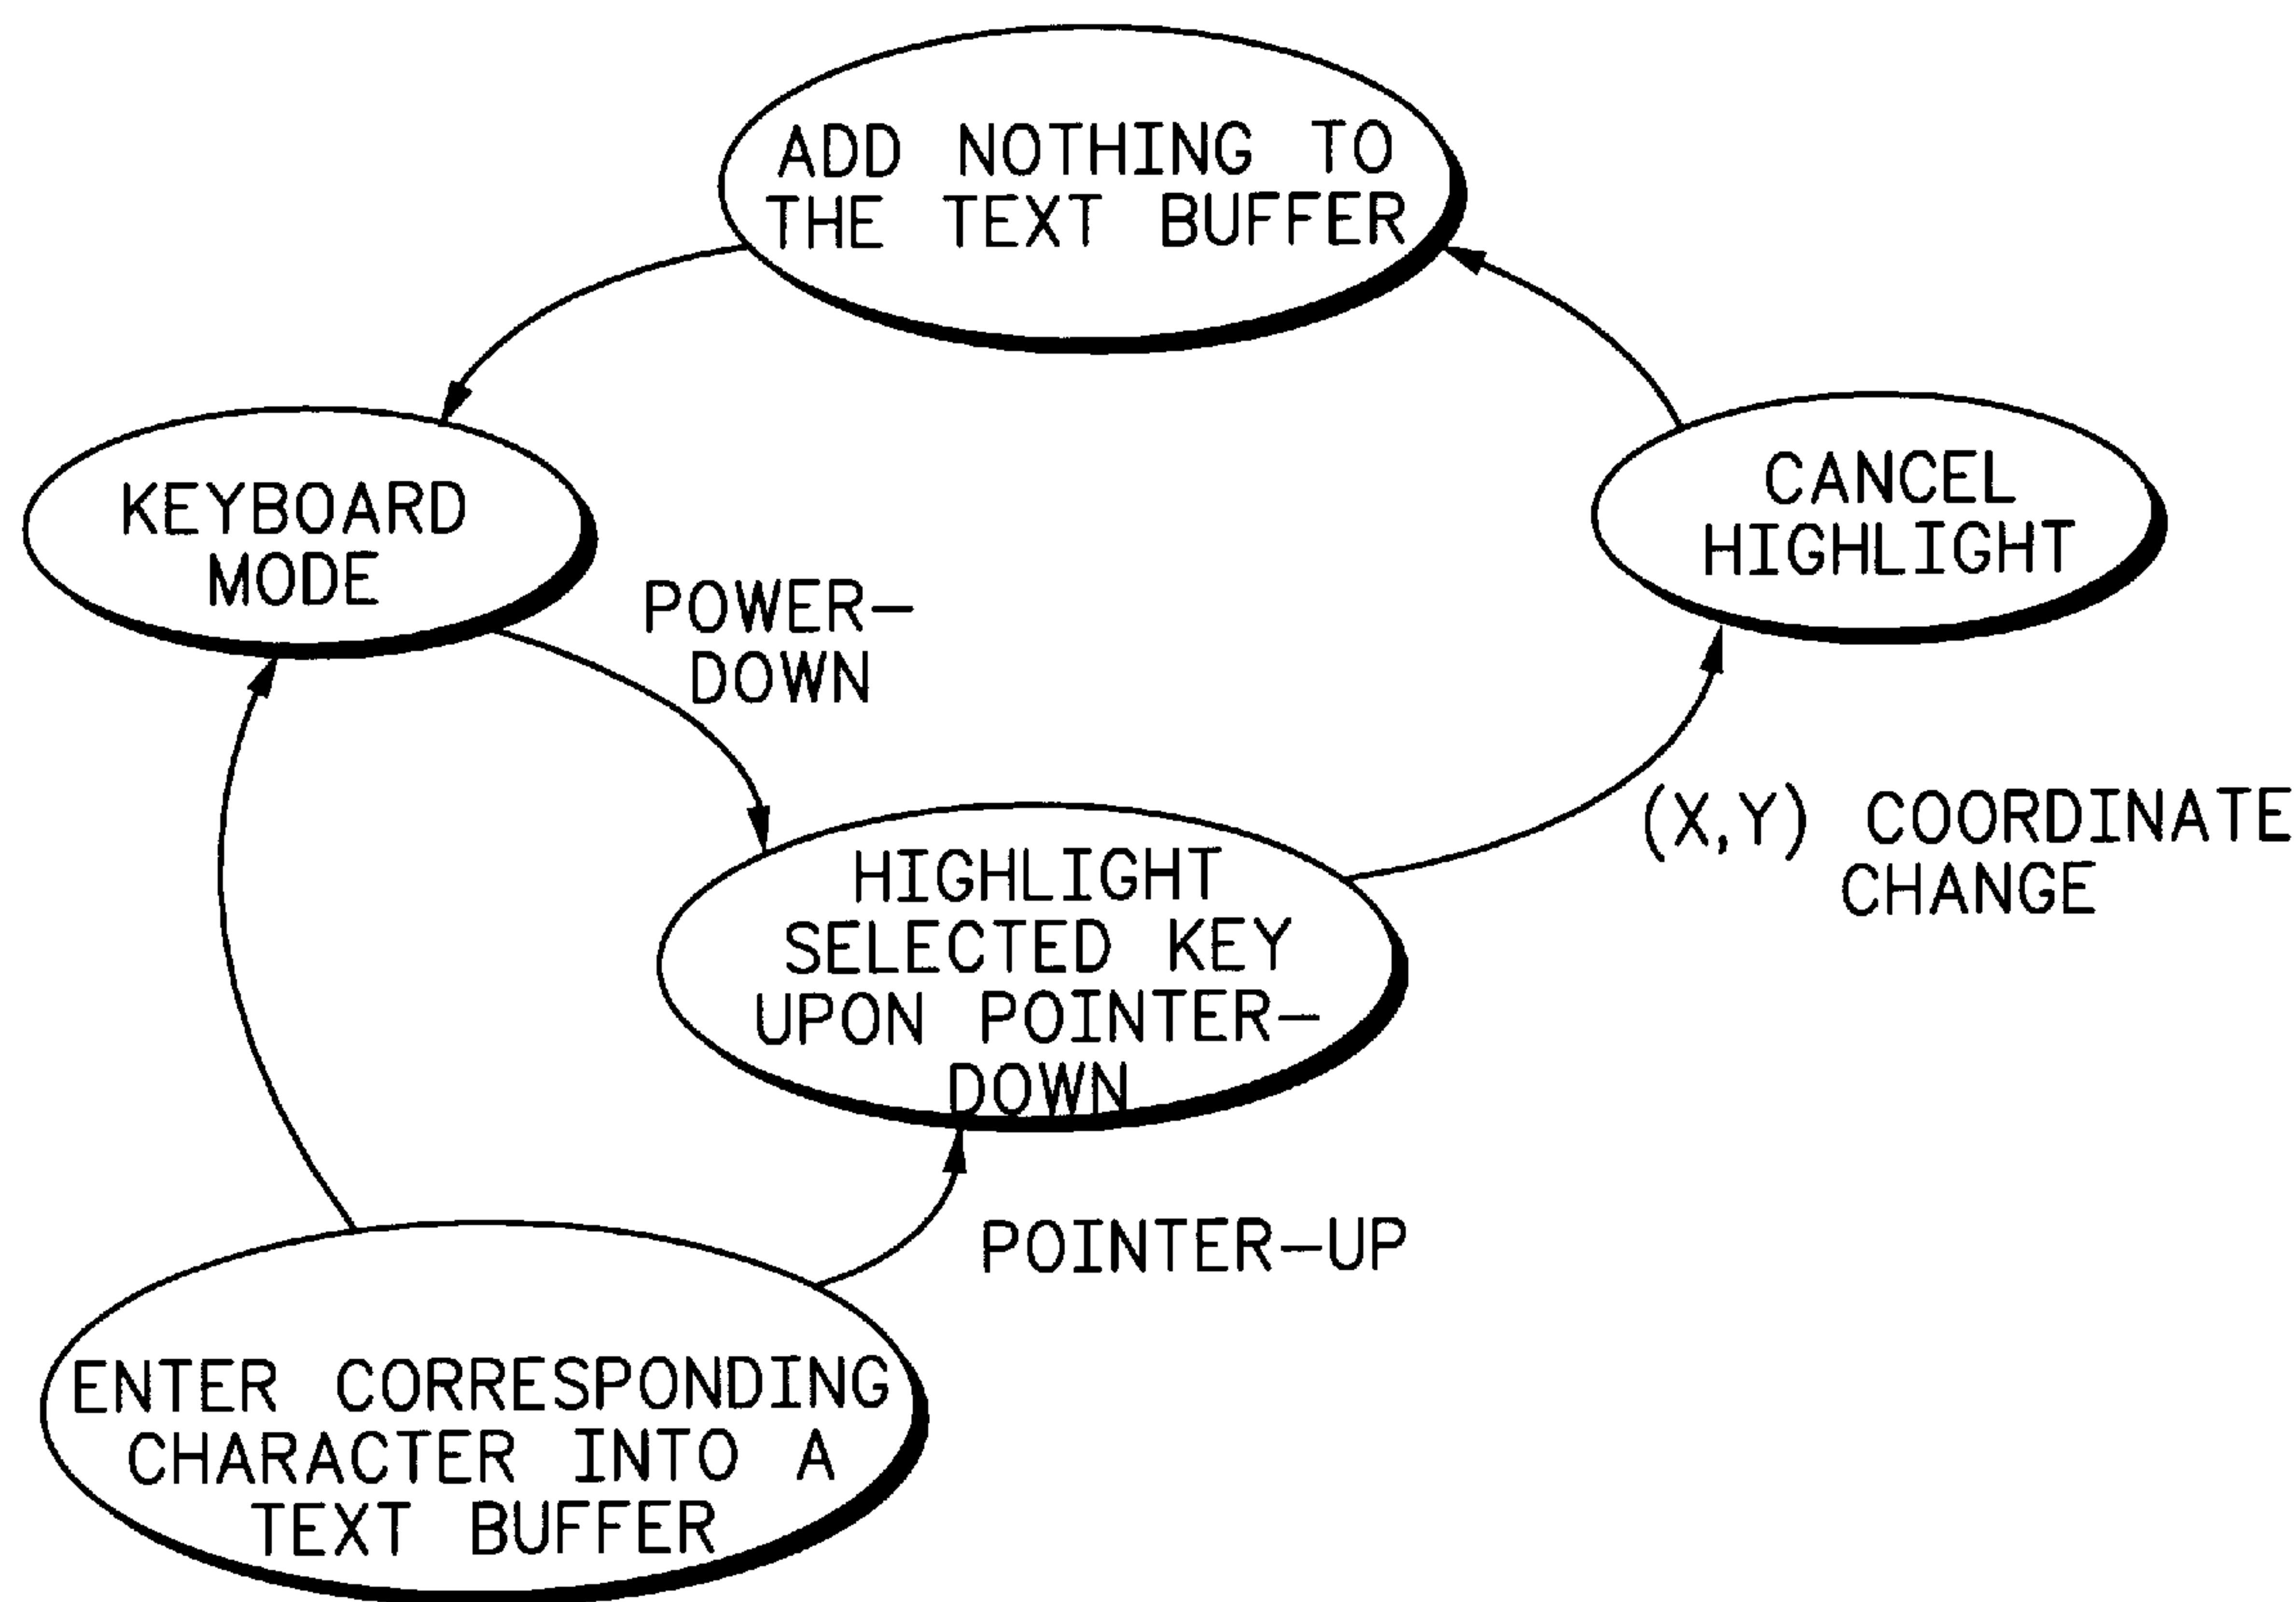 ADD NOTHING TO
THE TEXT BUFFER
KEYBOARD
MODE
CANCEL
HIGHLIGHT
POWER-
DOWN
(X,Y) COORDINATE
CHANGE
HIGHLIGHT
SELECTED KEY
UPON POINTER-
DOWN
POINTER-UP
ENTER CORRESPONDING
CHARACTER INTO A
TEXT BUFFER